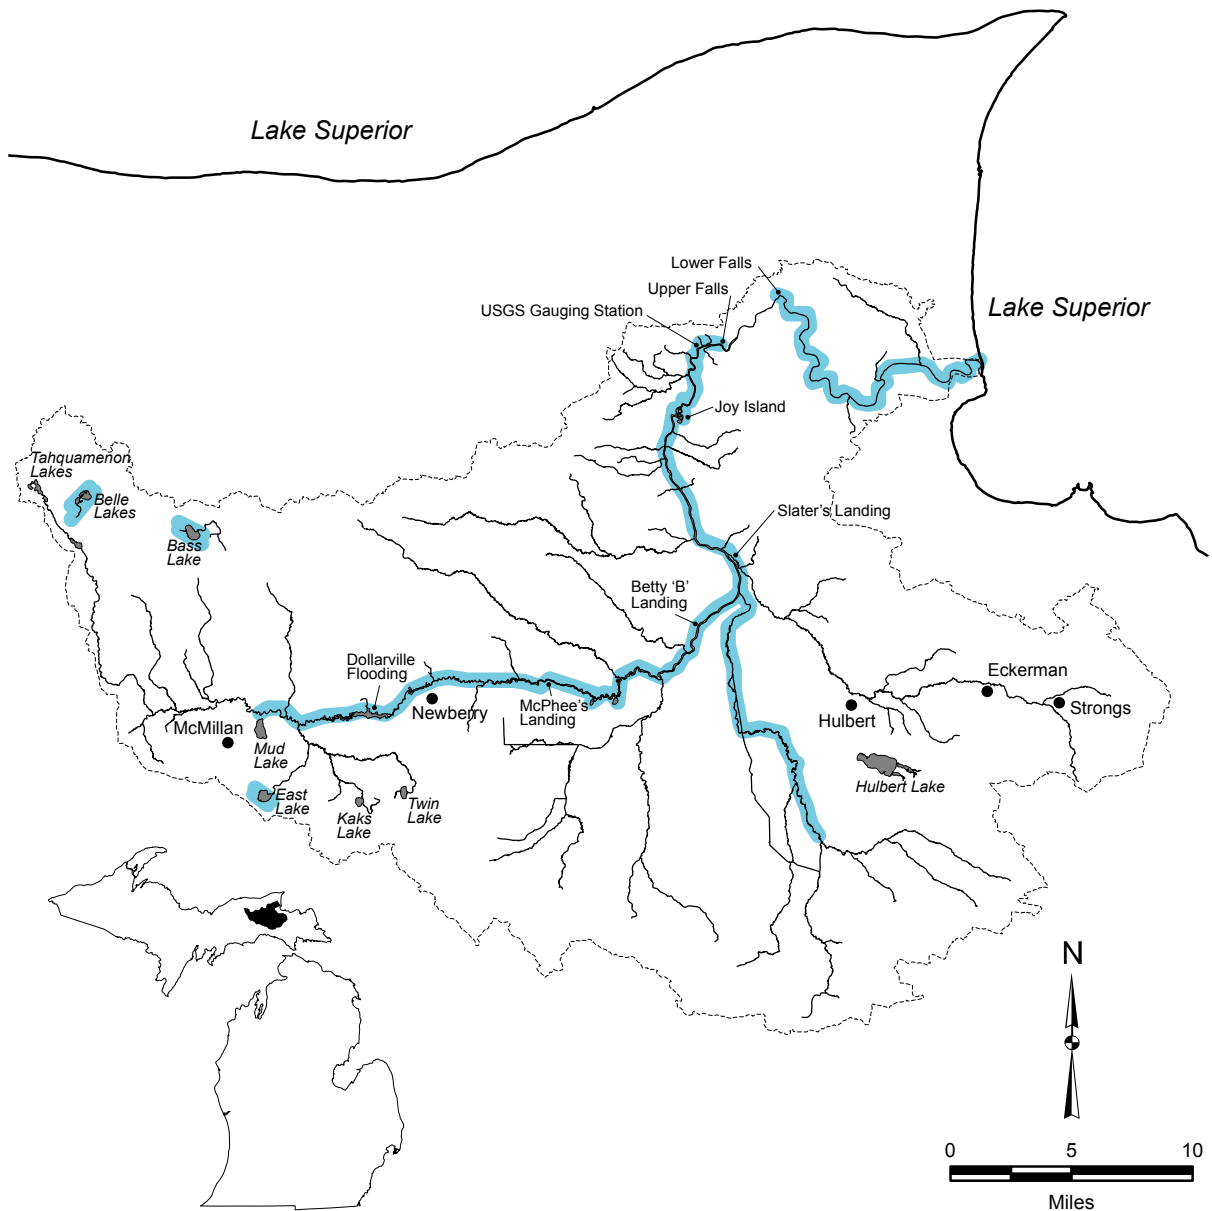 Lake Superior
Lower Falls
Upper Falls
USGS Gauging Station
Lake Superior
Joy Island
Tahquamenon
Lakes
Belle
Lakes
Bass
Lake
Slater's Landing
Betty 'B'
Landing
Dollarville
Flooding
McPhee's
Landing
Newberry
McMillan
Mud
Lake
East
Lake
Kaks
Lake
Twin
Lake
Eckerman
Strongs
Hulbert
Hulbert Lake
N
0 5 10
Miles